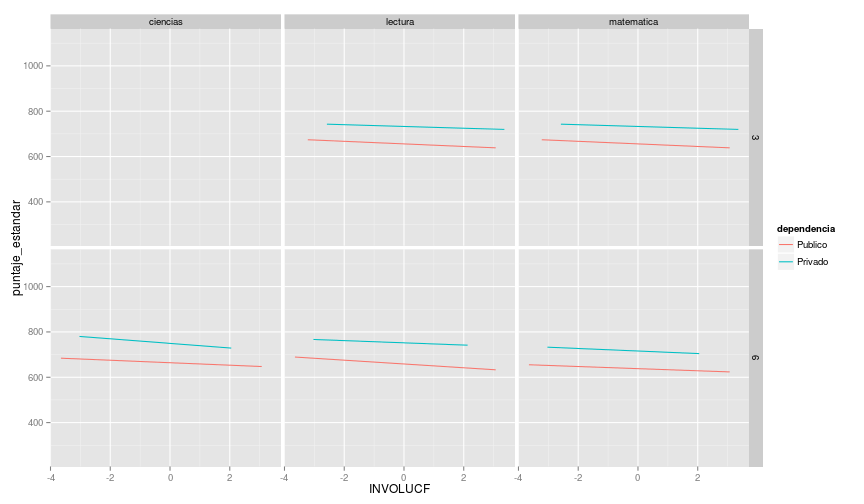 ciencias lectura matematica
1000
800
600
400
3
puntaje_estandar
dependencia
Publico
Privado
1000
800
600
400
6
-4 -2 0 2 -4 -2 0 2 -4 -2 0 2
INVOLUCF